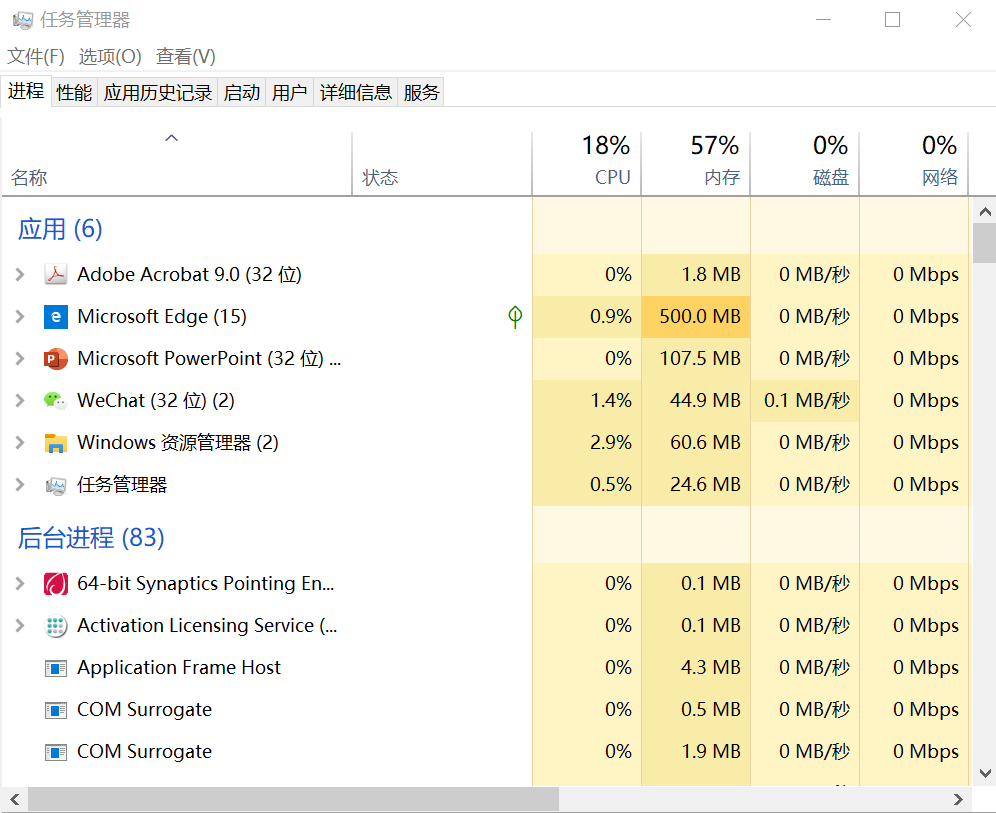 任务管理器
文件(F) 选项(O) 查看(V)
进程 性能 应用历史记录 启动 用户 详细信息 服务
18% 57% 0% 0%
名称 状态 CPU 内存 磁盘 网络
应用 (6)
Adobe Acrobat 9.0 (32 位) 0% 1.8 MB 0 MB/秒 0 Mbps
Microsoft Edge (15) 0.9% 500.0 MB 0 MB/秒 0 Mbps
Microsoft PowerPoint (32 位) ... 0% 107.5 MB 0 MB/秒 0 Mbps
WeChat (32 位) (2) 1.4% 44.9 MB 0.1 MB/秒 0 Mbps
Windows 资源管理器 (2) 2.9% 60.6 MB 0 MB/秒 0 Mbps
任务管理器 0.5% 24.6 MB 0 MB/秒 0 Mbps
后台进程 (83)
64-bit Synaptics Pointing En... 0% 0.1 MB 0 MB/秒 0 Mbps
Activation Licensing Service (... 0% 0.1 MB 0 MB/秒 0 Mbps
Application Frame Host 0% 4.3 MB 0 MB/秒 0 Mbps
COM Surrogate 0% 0.5 MB 0 MB/秒 0 Mbps
COM Surrogate 0% 1.9 MB 0 MB/秒 0 Mbps